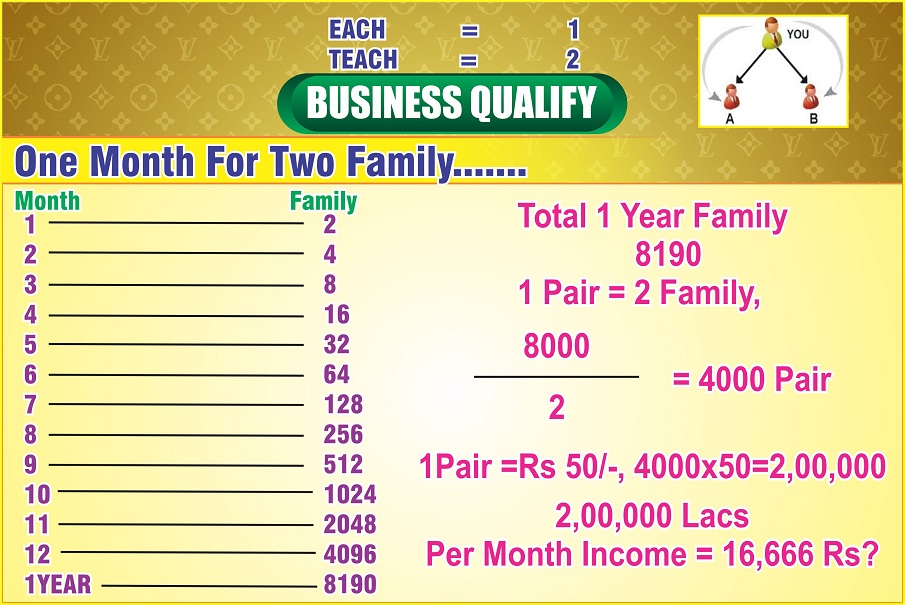 EACH = 1
TEACH = 2
BUSINESS QUALIFY
YOU
A B
One Month For Two Family.......
Month Family
1 2
2 4
3 8
4 16
5 32
6 64
7 128
8 256
9 512
10 1024
11 2048
12 4096
1YEAR 8190
Total 1 Year Family
8190
1 Pair = 2 Family,
8000
= 4000 Pair
2
1Pair =Rs 50/-, 4000x50=2,00,000
2,00,000 Lacs
Per Month Income = 16,666 Rs?